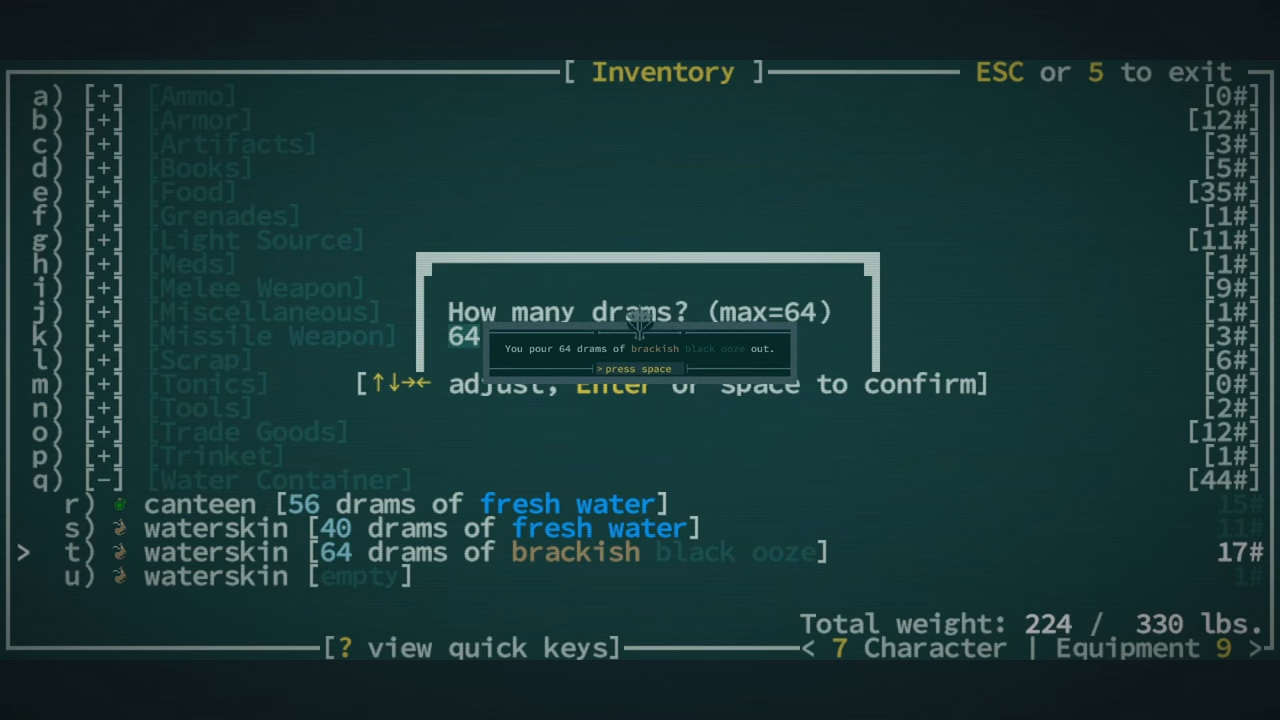 [ Inventory ] ESC or 5 to exit
a) [+] [Ammo] [0#]
b) [+] [Armor] [12#]
c) [+] [Artifacts] [3#]
d) [+] [Books] [5#]
e) [+] [Food] [35#]
f) [+] [Grenades] [1#]
g) [+] [Light Source] [11#]
h) [+] [Meds] [1#]
i) [+] [Melee Weapon] [9#]
j) [+] [Miscellaneous] [1#]
k) [+] [Missile Weapon] [3#]
l) [+] [Scrap] [6#]
m) [+] [Tonics] [0#]
n) [+] [Tools] [2#]
o) [+] [Trade Goods] [12#]
p) [+] [Trinket] [1#]
q) [-] [Water Container] [44#]
r) canteen [56 drams of fresh water] 15#
s) waterskin [40 drams of fresh water] 11#
> t) waterskin [64 drams of brackish black ooze] 17#
u) waterskin [empty] 1#
How many drams? (max=64)
64
[↑↓→← adjust, Enter or space to confirm]
You pour 64 drams of brackish black ooze out.
>press space
Total weight: 224 / 330 lbs.
[? view quick keys] < 7 Character | Equipment 9 >